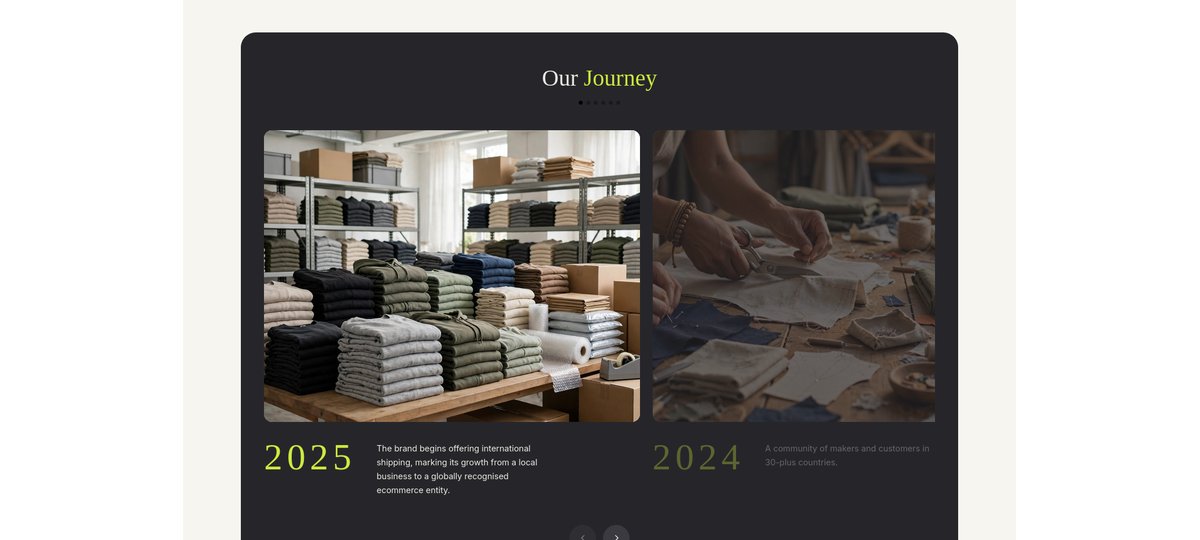 Our Journey
2025
The brand begins offering international
shipping, marking its growth from a local
business to a globally recognised
ecommerce entity.
2024
A community of makers and customers in
30-plus countries.